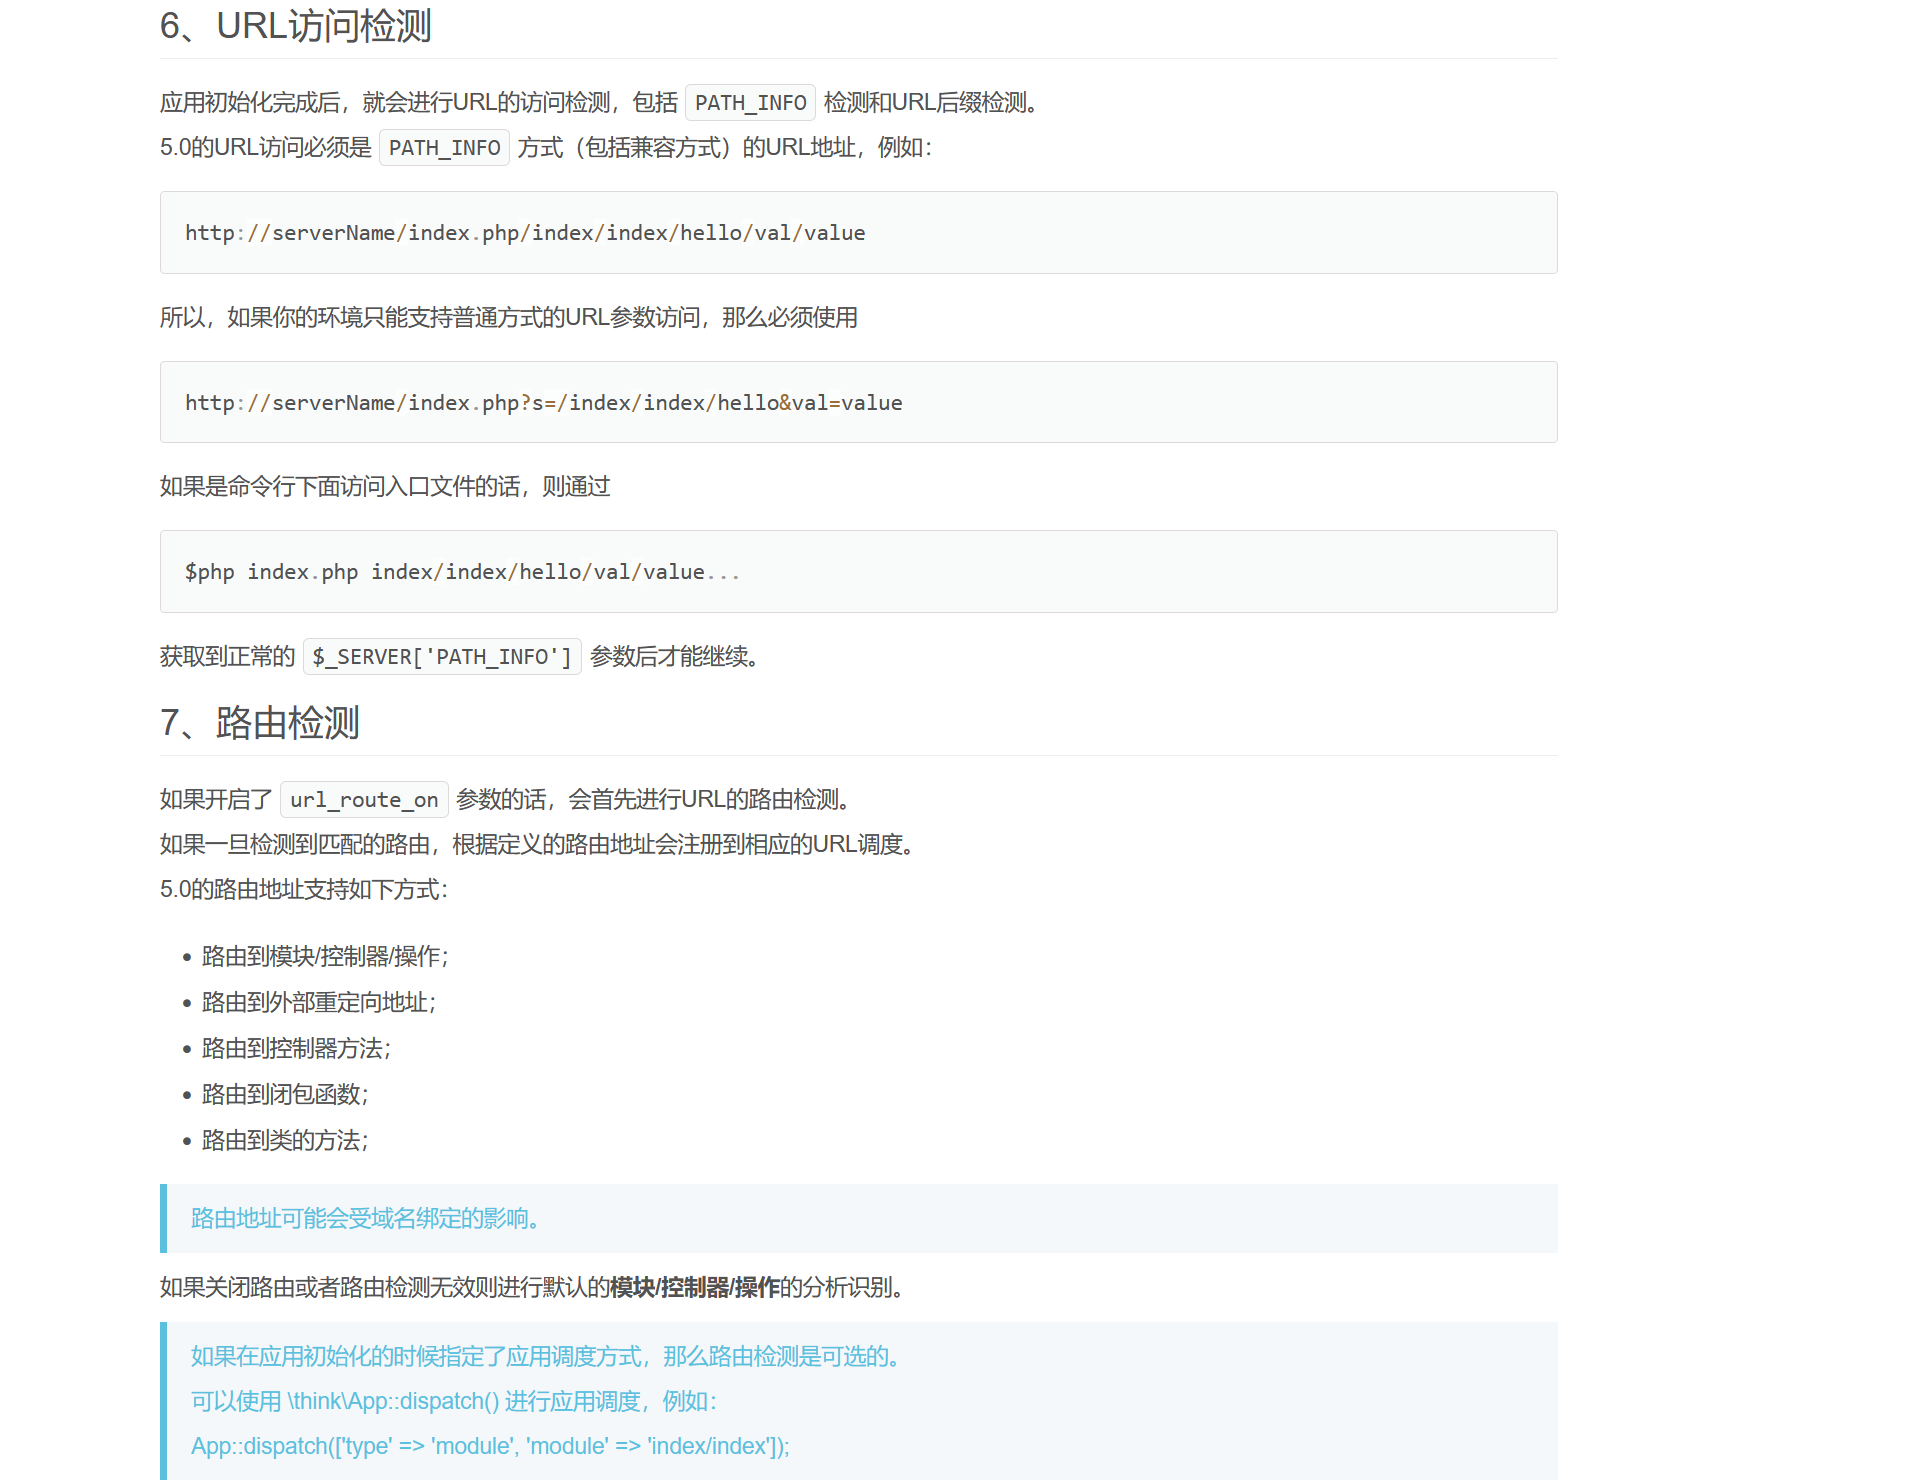 6、URL访问检测
应用初始化完成后，就会进行URL的访问检测，包括 PATH_INFO 检测和URL后缀检测。
5.0的URL访问必须是 PATH_INFO 方式（包括兼容方式）的URL地址，例如：
http://serverName/index.php/index/index/hello/val/value
所以，如果你的环境只能支持普通方式的URL参数访问，那么必须使用
http://serverName/index.php?s=/index/index/hello&val=value
如果是命令行下面访问入口文件的话，则通过
$php index.php index/index/hello/val/value...
获取到正常的 $_SERVER['PATH_INFO'] 参数后才能继续。
7、路由检测
如果开启了 url_route_on 参数的话，会首先进行URL的路由检测。
如果一旦检测到匹配的路由，根据定义的路由地址会注册到相应的URL调度。
5.0的路由地址支持如下方式：
• 路由到模块/控制器/操作；
• 路由到外部重定向地址；
• 路由到控制器方法；
• 路由到闭包函数；
• 路由到类的方法；
路由地址可能会受域名绑定的影响。
如果关闭路由或者路由检测无效则进行默认的模块/控制器/操作的分析识别。
如果在应用初始化的时候指定了应用调度方式，那么路由检测是可选的。
可以使用 \think\App::dispatch() 进行应用调度，例如：
App::dispatch(['type' => 'module', 'module' => 'index/index']);